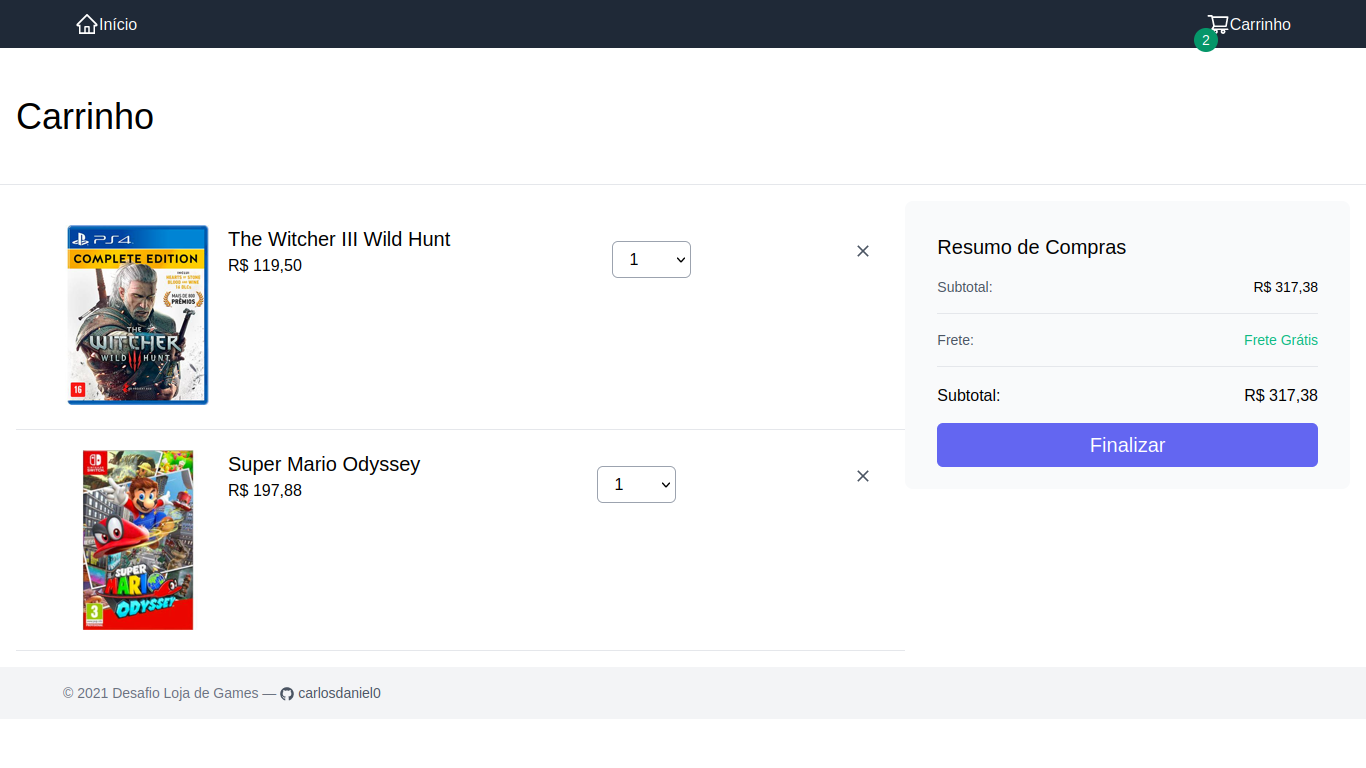 Início
Carrinho
2
Carrinho
PS4
COMPLETE EDITION
MAIS DE 800
PRÊMIOS
THE
WITCHER
WILD HUNT
16
The Witcher III Wild Hunt
R$ 119,50
1
Resumo de Compras
Subtotal: R$ 317,38
Frete: Frete Grátis
Subtotal: R$ 317,38
Finalizar
SUPER
MARIO
ODYSSEY
3
Super Mario Odyssey
R$ 197,88
1
© 2021 Desafio Loja de Games — carlosdaniel0